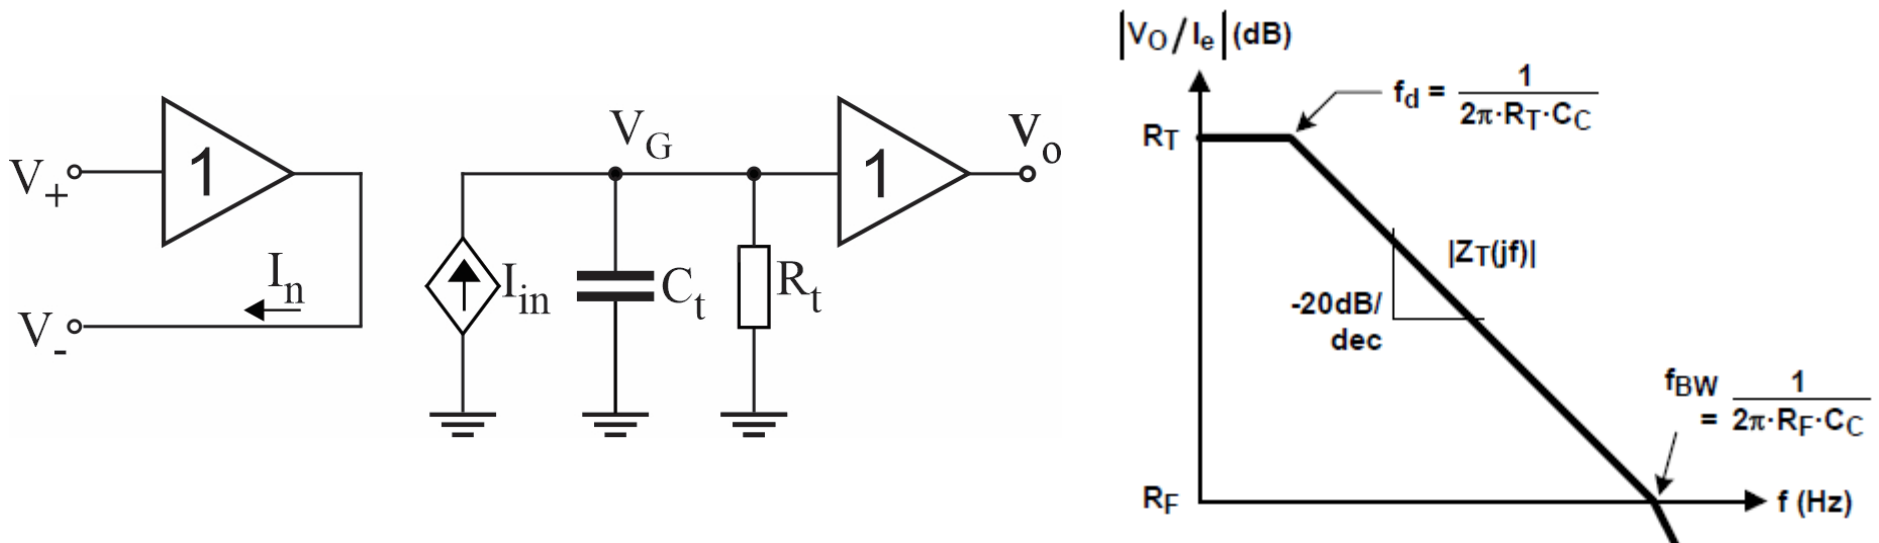 V+
V-
1
In
Iin
VG
Ct
Rt
1
Vo
|VO/Ie|(dB)
RT
fd = 1
2π·RT·CC
|ZT(jf)|
-20dB/
dec
fBW = 1
2π·RF·CC
RF
f (Hz)